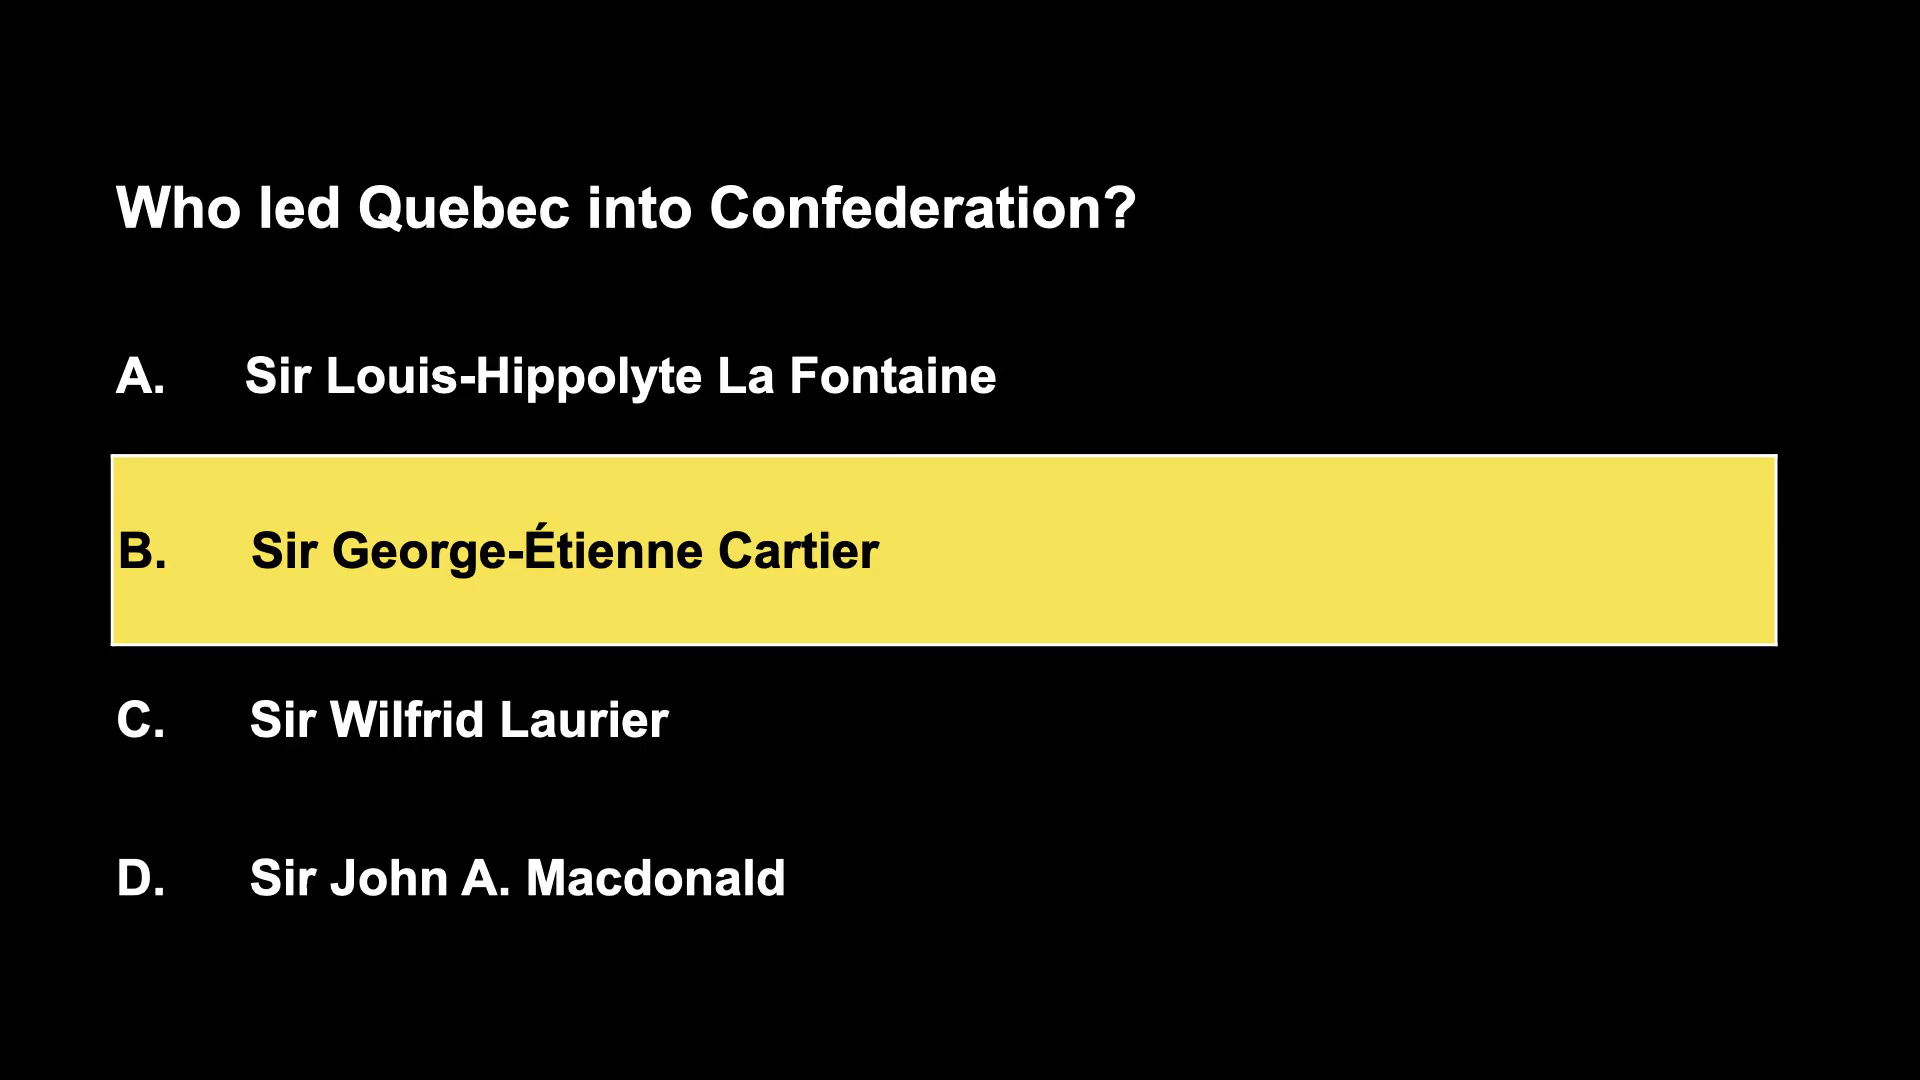 Who led Quebec into Confederation?
A. Sir Louis-Hippolyte La Fontaine
B. Sir George-Étienne Cartier
C. Sir Wilfrid Laurier
D. Sir John A. Macdonald